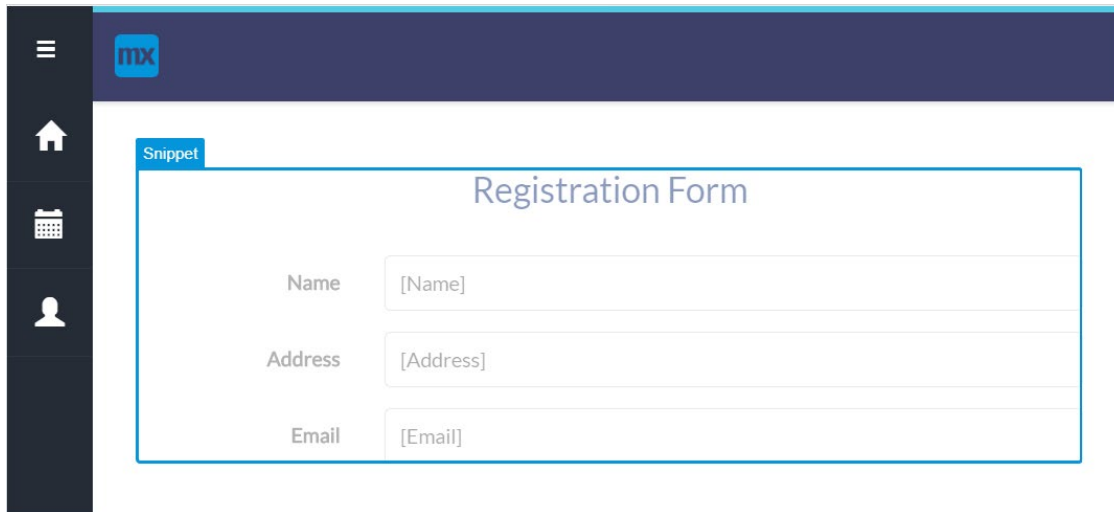 mx
Snippet
Registration Form
Name [Name]
Address [Address]
Email [Email]